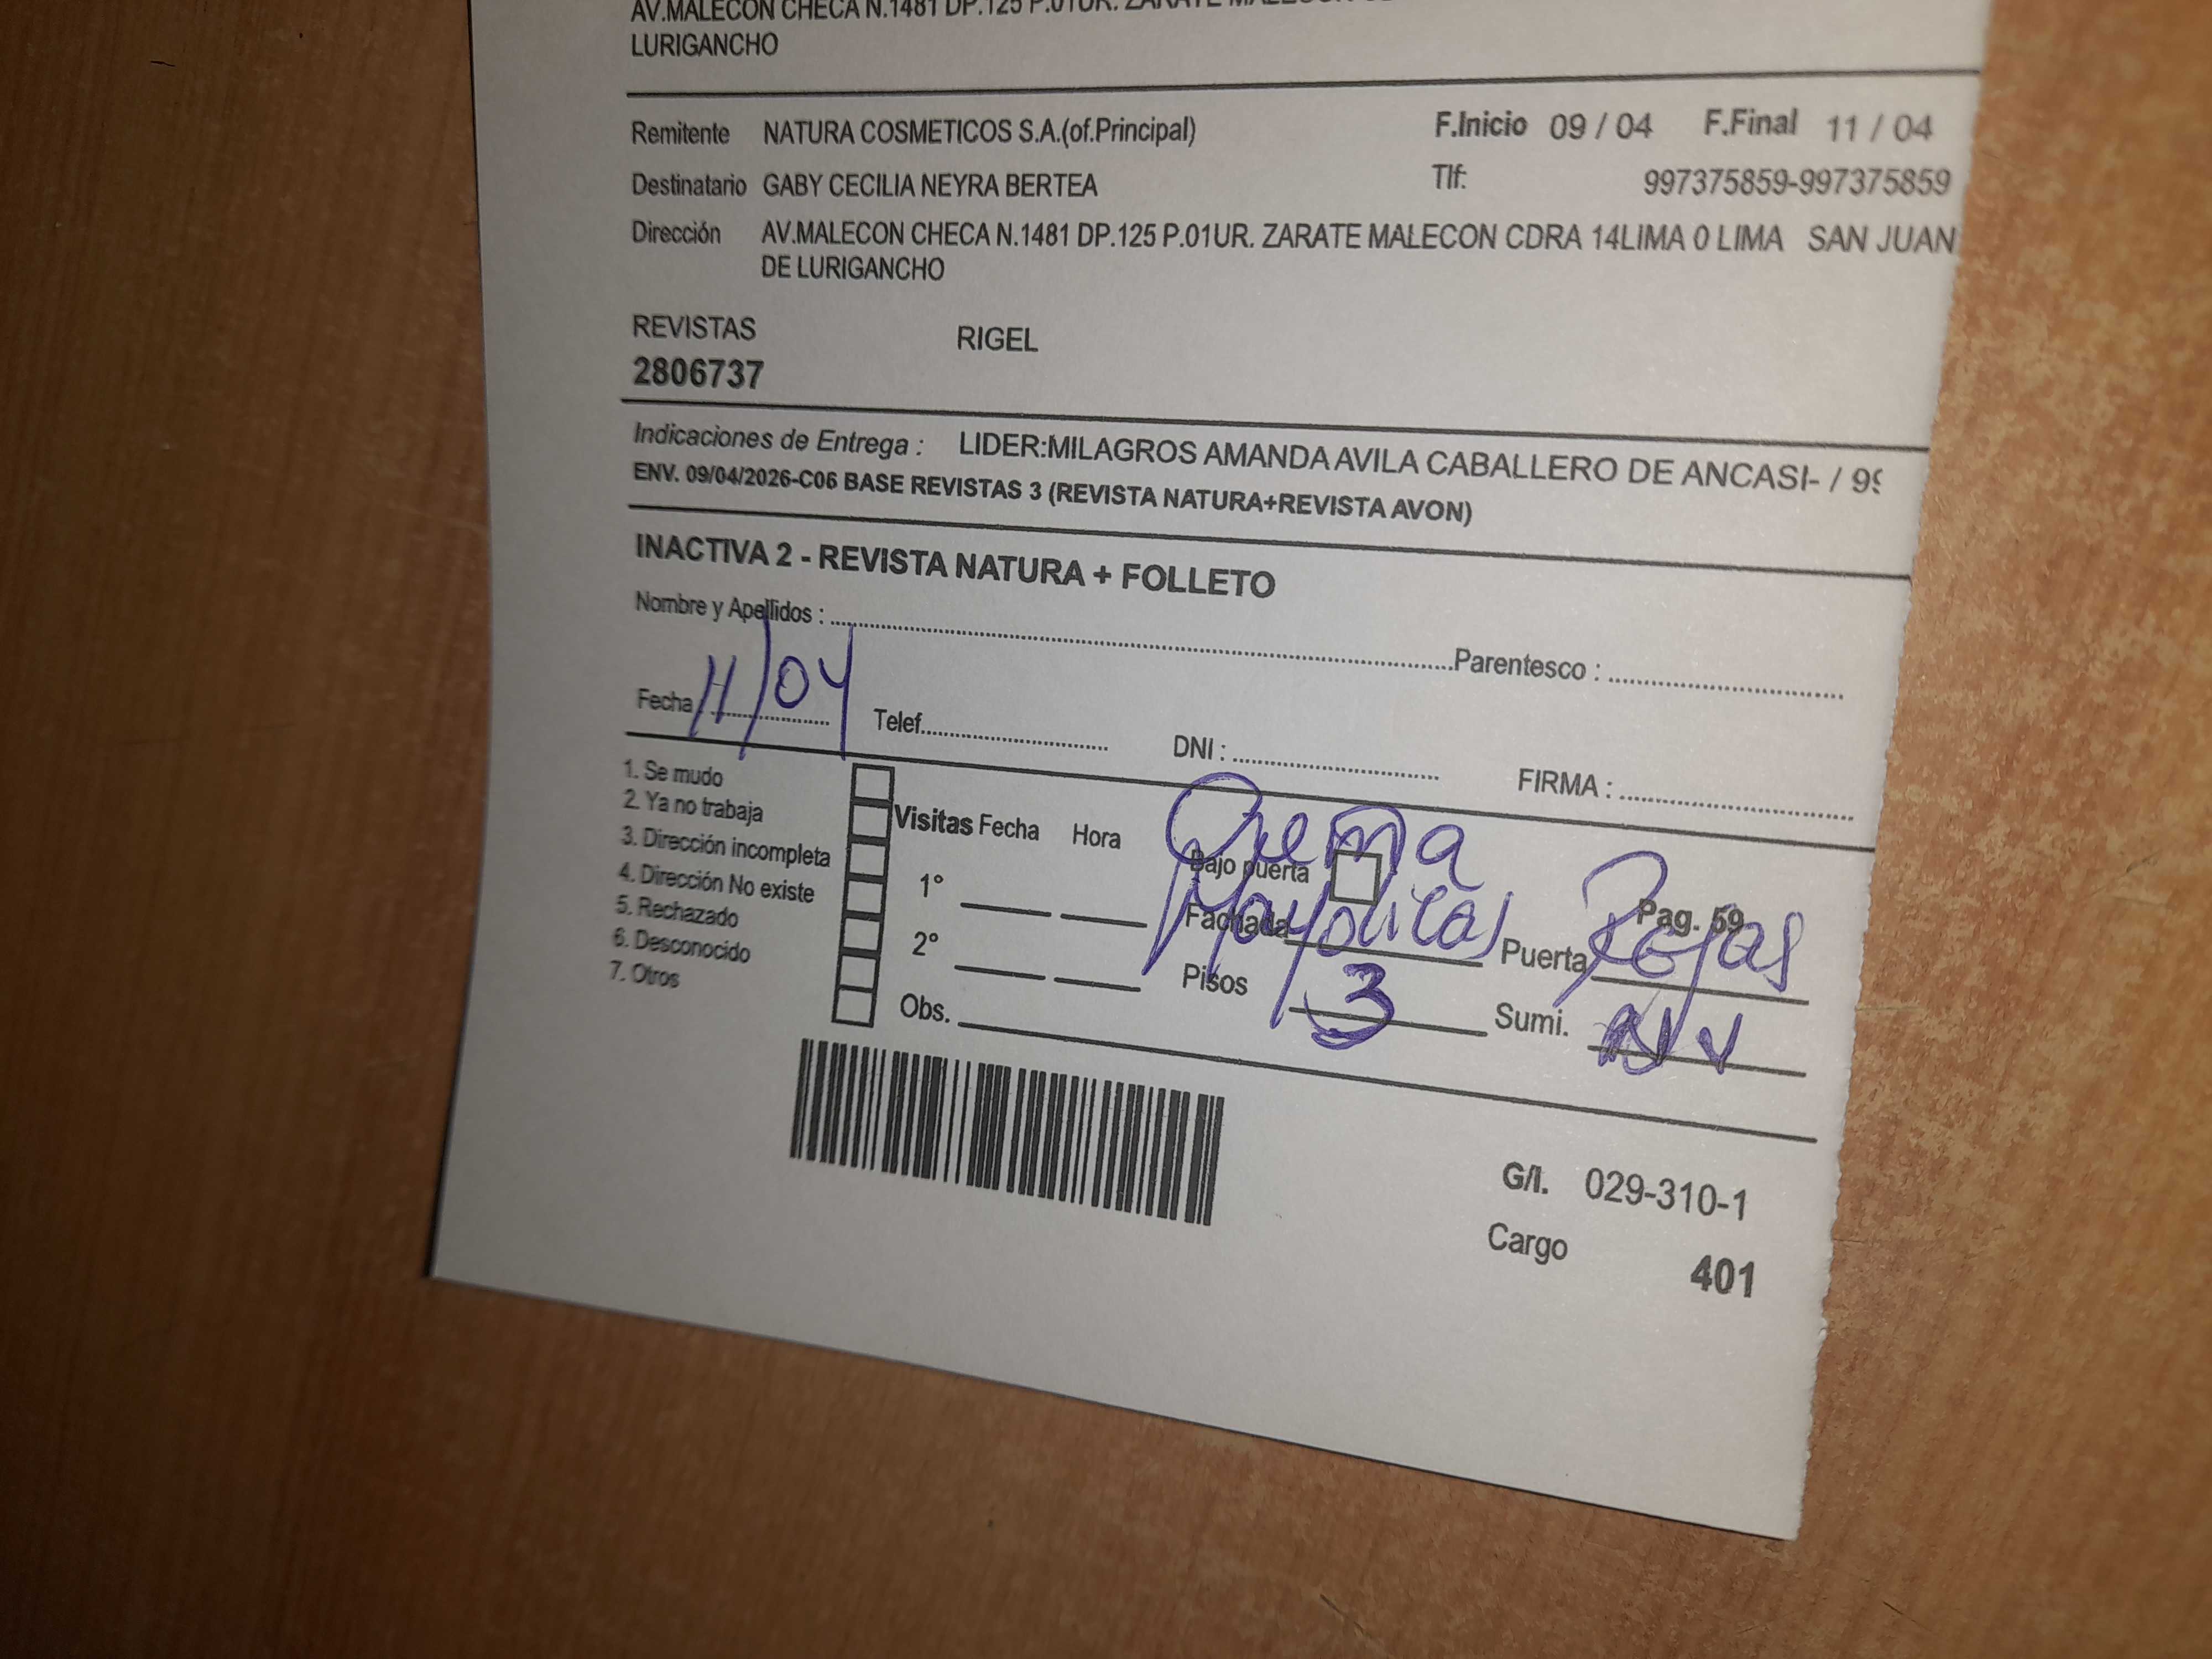 AV.MALECON CHECA N.1481 DP.125 P.01UR. ZARATE
LURIGANCHO
Remitente NATURA COSMETICOS S.A.(of.Principal) F.Inicio 09 / 04 F.Final 11 / 04
Destinatario GABY CECILIA NEYRA BERTEA Tlf: 997375859-997375859
Dirección AV.MALECON CHECA N.1481 DP.125 P.01UR. ZARATE MALECON CDRA 14LIMA 0 LIMA SAN JUAN
DE LURIGANCHO
REVISTAS RIGEL
2806737
Indicaciones de Entrega : LIDER:MILAGROS AMANDA AVILA CABALLERO DE ANCASI- / 99
ENV. 09/04/2026-C06 BASE REVISTAS 3 (REVISTA NATURA+REVISTA AVON)
INACTIVA 2 - REVISTA NATURA + FOLLETO
Nombre y Apellidos : Parentesco :
Fecha 11/04 Telef. DNI : FIRMA :
1. Se mudo
2. Ya no trabaja
3. Dirección incompleta
4. Dirección No existe
5. Rechazado
6. Desconocido
7. Otros
Visitas Fecha Hora
1°
2°
Obs.
Crema
Bajo puerta
Fachada Mayolicas
Pag. 59
Puerta Rejas
Pisos 3
Sumi.
G/I. 029-310-1
Cargo 401